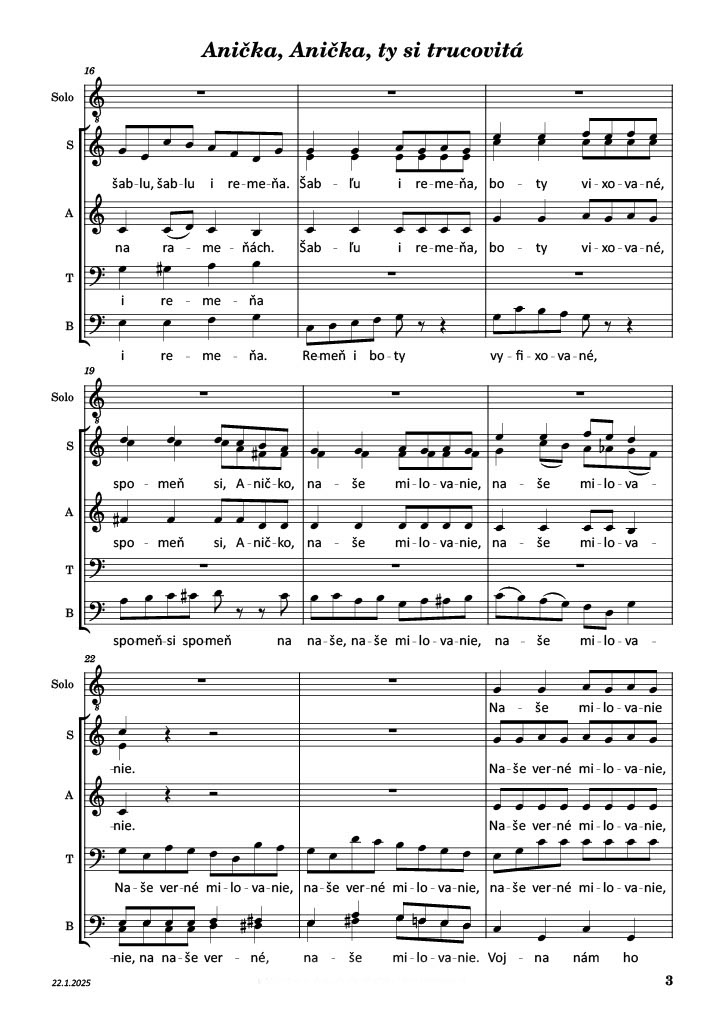 Anička, Anička, ty si trucovitá
16
Solo
S
šab-lu, šab-lu i re-me-ňa. Šab-ľu i re-me-ňa, bo-ty vi-xo-va-né,
A
na ra-me-ňách. Šab-ľu i re-me-ňa, bo-ty vi-xo-va-né,
T
i re-me-ňa
B
i re-me-ňa. Remeň i bo-ty vy-fi-xo-va-né,
19
Solo
S
spo-meň si, A-nič-ko, na-še mi-lo-va-nie, na-še mi-lo-va-
A
spo-meň si, A-nič-ko, na-še mi-lo-va-nie, na-še mi-lo-va-
T
B
spo-meň-si spo-meň na na-še, na-še mi-lo-va-nie, na-še mi-lo-va-
22
Solo
Na-še mi-lo-va-nie
S
-nie. Na-še ver-né mi-lo-va-nie,
A
nie. Na-še ver-né mi-lo-va-nie,
T
Na-še ver-né mi-lo-va-nie, na-še ver-né mi-lo-va-nie, na-še ver-né mi-lo-va-nie,
B
-nie, na na-še ver-né, na-še mi-lo-va-nie. Voj-na nám ho
22.1.2025
3